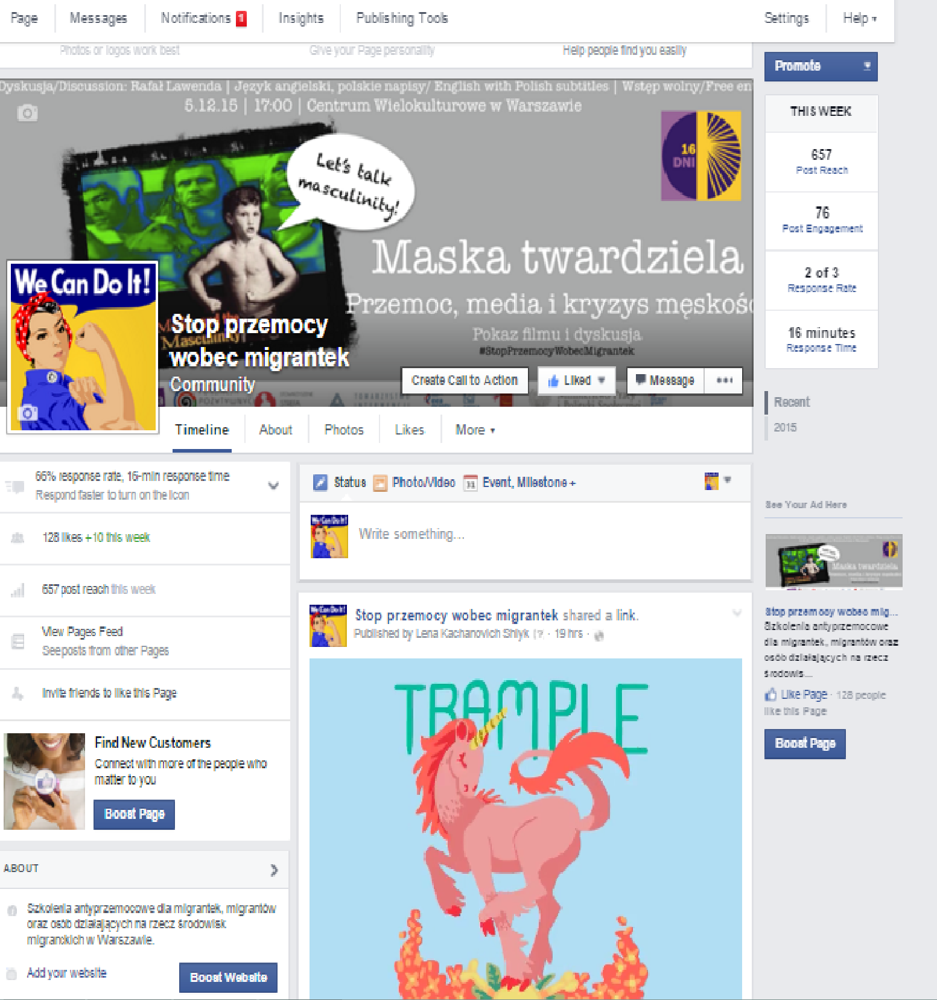 Page Messages Notifications 1 Insights Publishing Tools Settings Help
Photos or logos work best Give your Page personality Help people find you easily
Dyskusja/Discussion: Rafał Lawenda | Język angielski, polskie napisy/ English with Polish subtitles | Wstęp wolny/Free en
5.12.15 | 17:00 | Centrum Wielokulturowe w Warszawie
16
DNI
Let's talk
masculinity!
Maska twardziela
Przemoc, media i kryzys męskość
Pokaz filmu i dyskusja
#StopPrzemocyWobecMigrantek
We Can Do It!
Masculinity
Stop przemocy
wobec migrantek
Community
Create Call to Action Liked Message
Timeline About Photos Likes More
Promote
THIS WEEK
657
Post Reach
76
Post Engagement
2 of 3
Response Rate
16 minutes
Response Time
Recent
2015
66% response rate, 16-min response time
Respond faster to turn on the icon
128 likes +10 this week
657 post reach this week
View Pages Feed
See posts from other Pages
Invite friends to like this Page
Find New Customers
Connect with more of the people who
matter to you
Boost Page
ABOUT
Szkolenia antyprzemocowe dla migrantek, migrantów
oraz osób działających na rzecz środowisk
migranckich w Warszawie.
Add your website
Boost Website
Status Photo/Video 31 Event, Milestone +
We Can Do It!
Write something...
We Can Do It!
Stop przemocy wobec migrantek shared a link.
Published by Lena Kachanovich Shlyk [?] · 19 hrs ·
TRAMPLE
See Your Ad Here
Maska twardziela
Stop przemocy wobec mig...
Szkolenia antyprzemocowe
dla migrantek, migrantów oraz
osób działających na rzecz
środowis...
Like Page · 128 people
like this Page
Boost Page